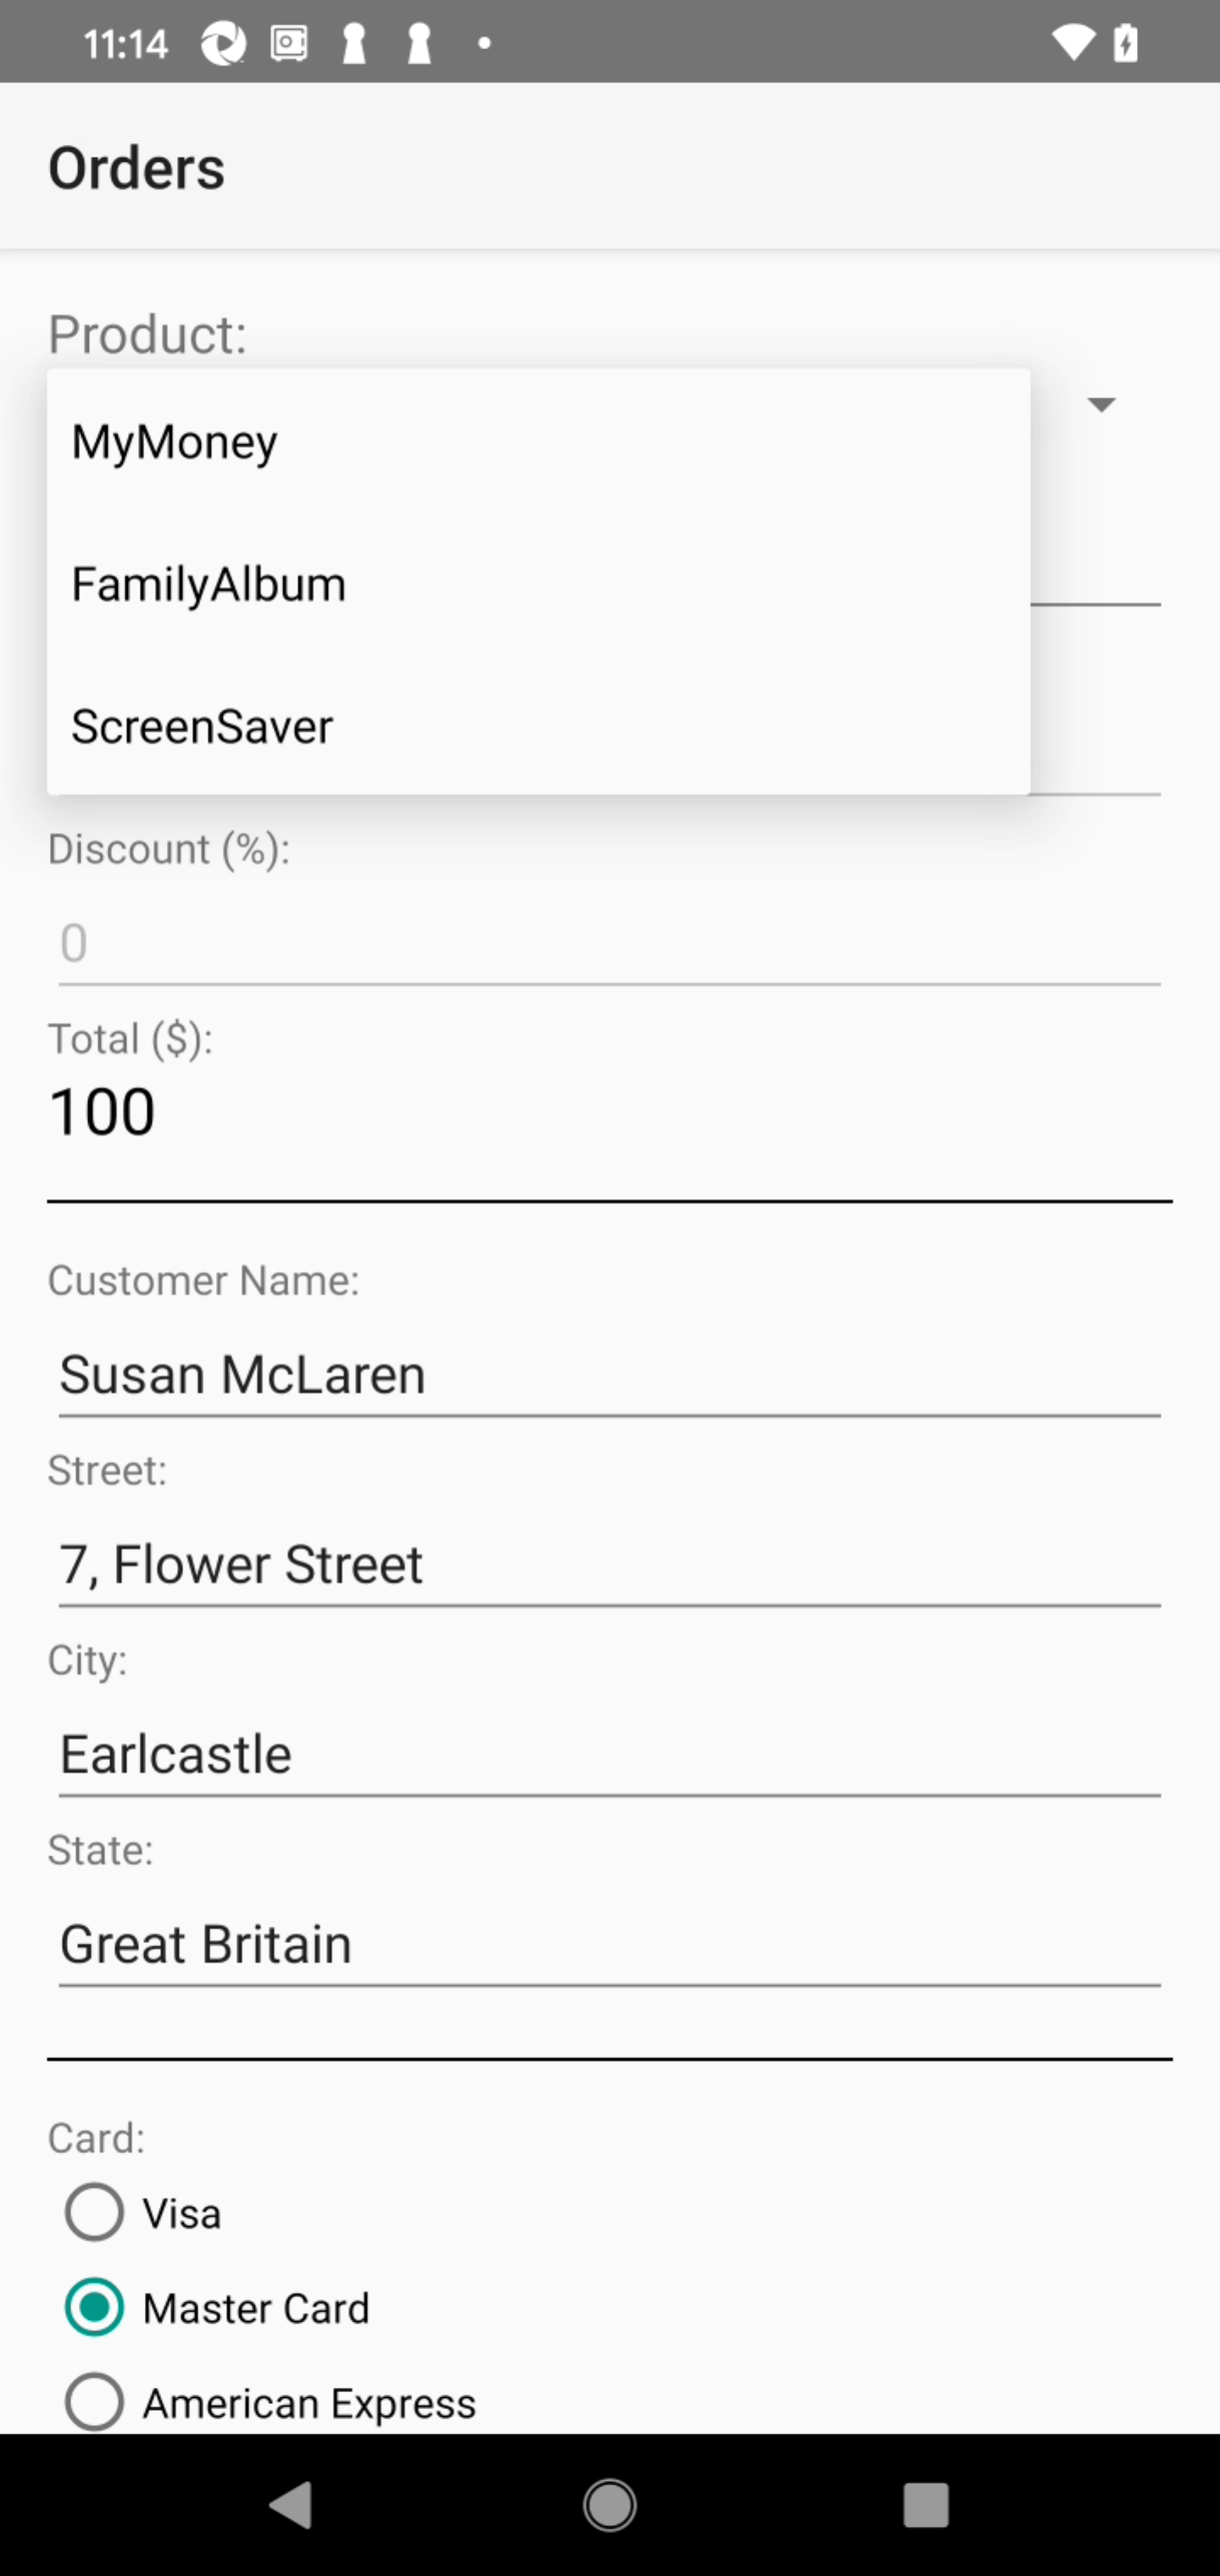 11:14
Orders
Product:
MyMoney
FamilyAlbum
ScreenSaver
Discount (%):
0
Total ($):
100
Customer Name:
Susan McLaren
Street:
7, Flower Street
City:
Earlcastle
State:
Great Britain
Card:
Visa
Master Card
American Express